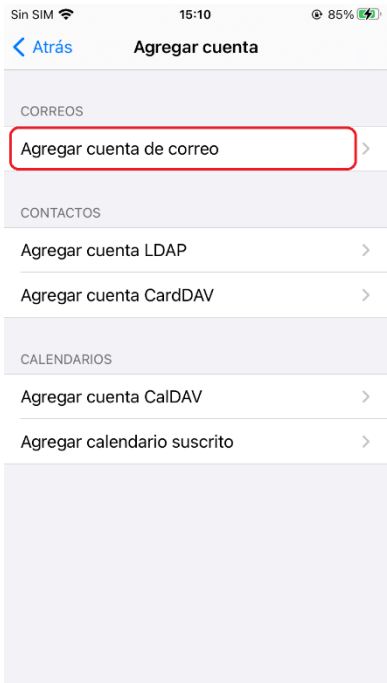 Sin SIM 15:10 85%
Atrás Agregar cuenta
CORREOS
Agregar cuenta de correo
CONTACTOS
Agregar cuenta LDAP
Agregar cuenta CardDAV
CALENDARIOS
Agregar cuenta CalDAV
Agregar calendario suscrito